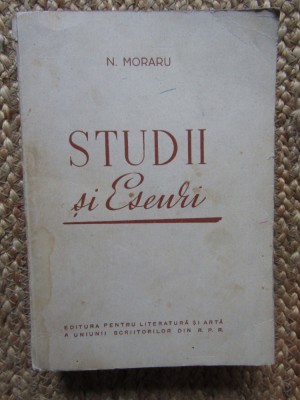 N. MORARU
STUDII
și Eseuri
EDITURA PENTRU LITERATURĂ ȘI ARTĂ
A UNIUNII SCRIITORILOR DIN R. P. R.